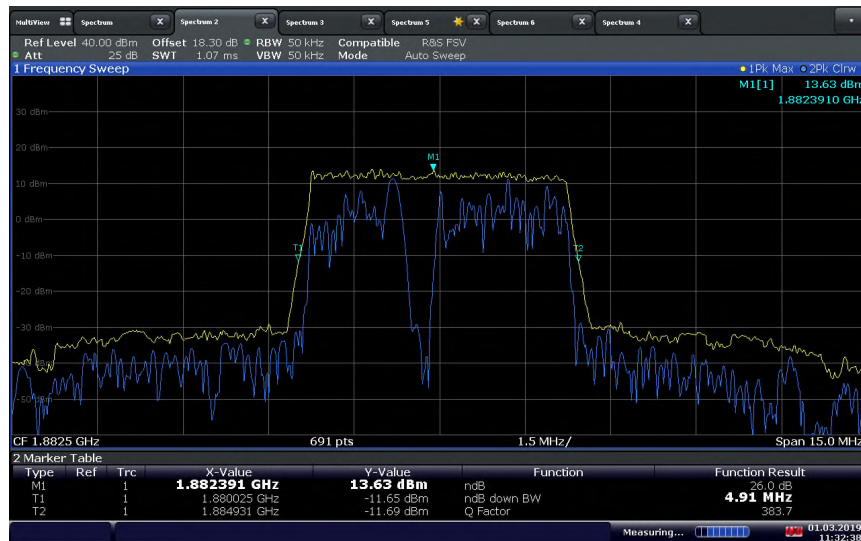 MultiView Spectrum X Spectrum 2 X Spectrum 3 X Spectrum 5 X Spectrum 6 X Spectrum 4 X
Ref Level 40.00 dBm Offset 18.30 dB RBW 50 kHz Compatible R&S FSV
Att 25 dB SWT 1.07 ms VBW 50 kHz Mode Auto Sweep
1 Frequency Sweep 1Pk Max 2Pk Clrw
M1[1] 13.63 dBm
1.8823910 GHz
30 dBm
20 dBm
M1
10 dBm
0 dBm
T1 T2
-10 dBm
-20 dBm
-30 dBm
-50 dBm
CF 1.8825 GHz 691 pts 1.5 MHz/ Span 15.0 MHz
2 Marker Table
Type Ref Trc X-Value Y-Value Function Function Result
M1 1 1.882391 GHz 13.63 dBm ndB 26.0 dB
T1 1 1.880025 GHz -11.65 dBm ndB down BW 4.91 MHz
T2 1 1.884931 GHz -11.69 dBm Q Factor 383.7
Measuring... 01.03.2019
11:32:38